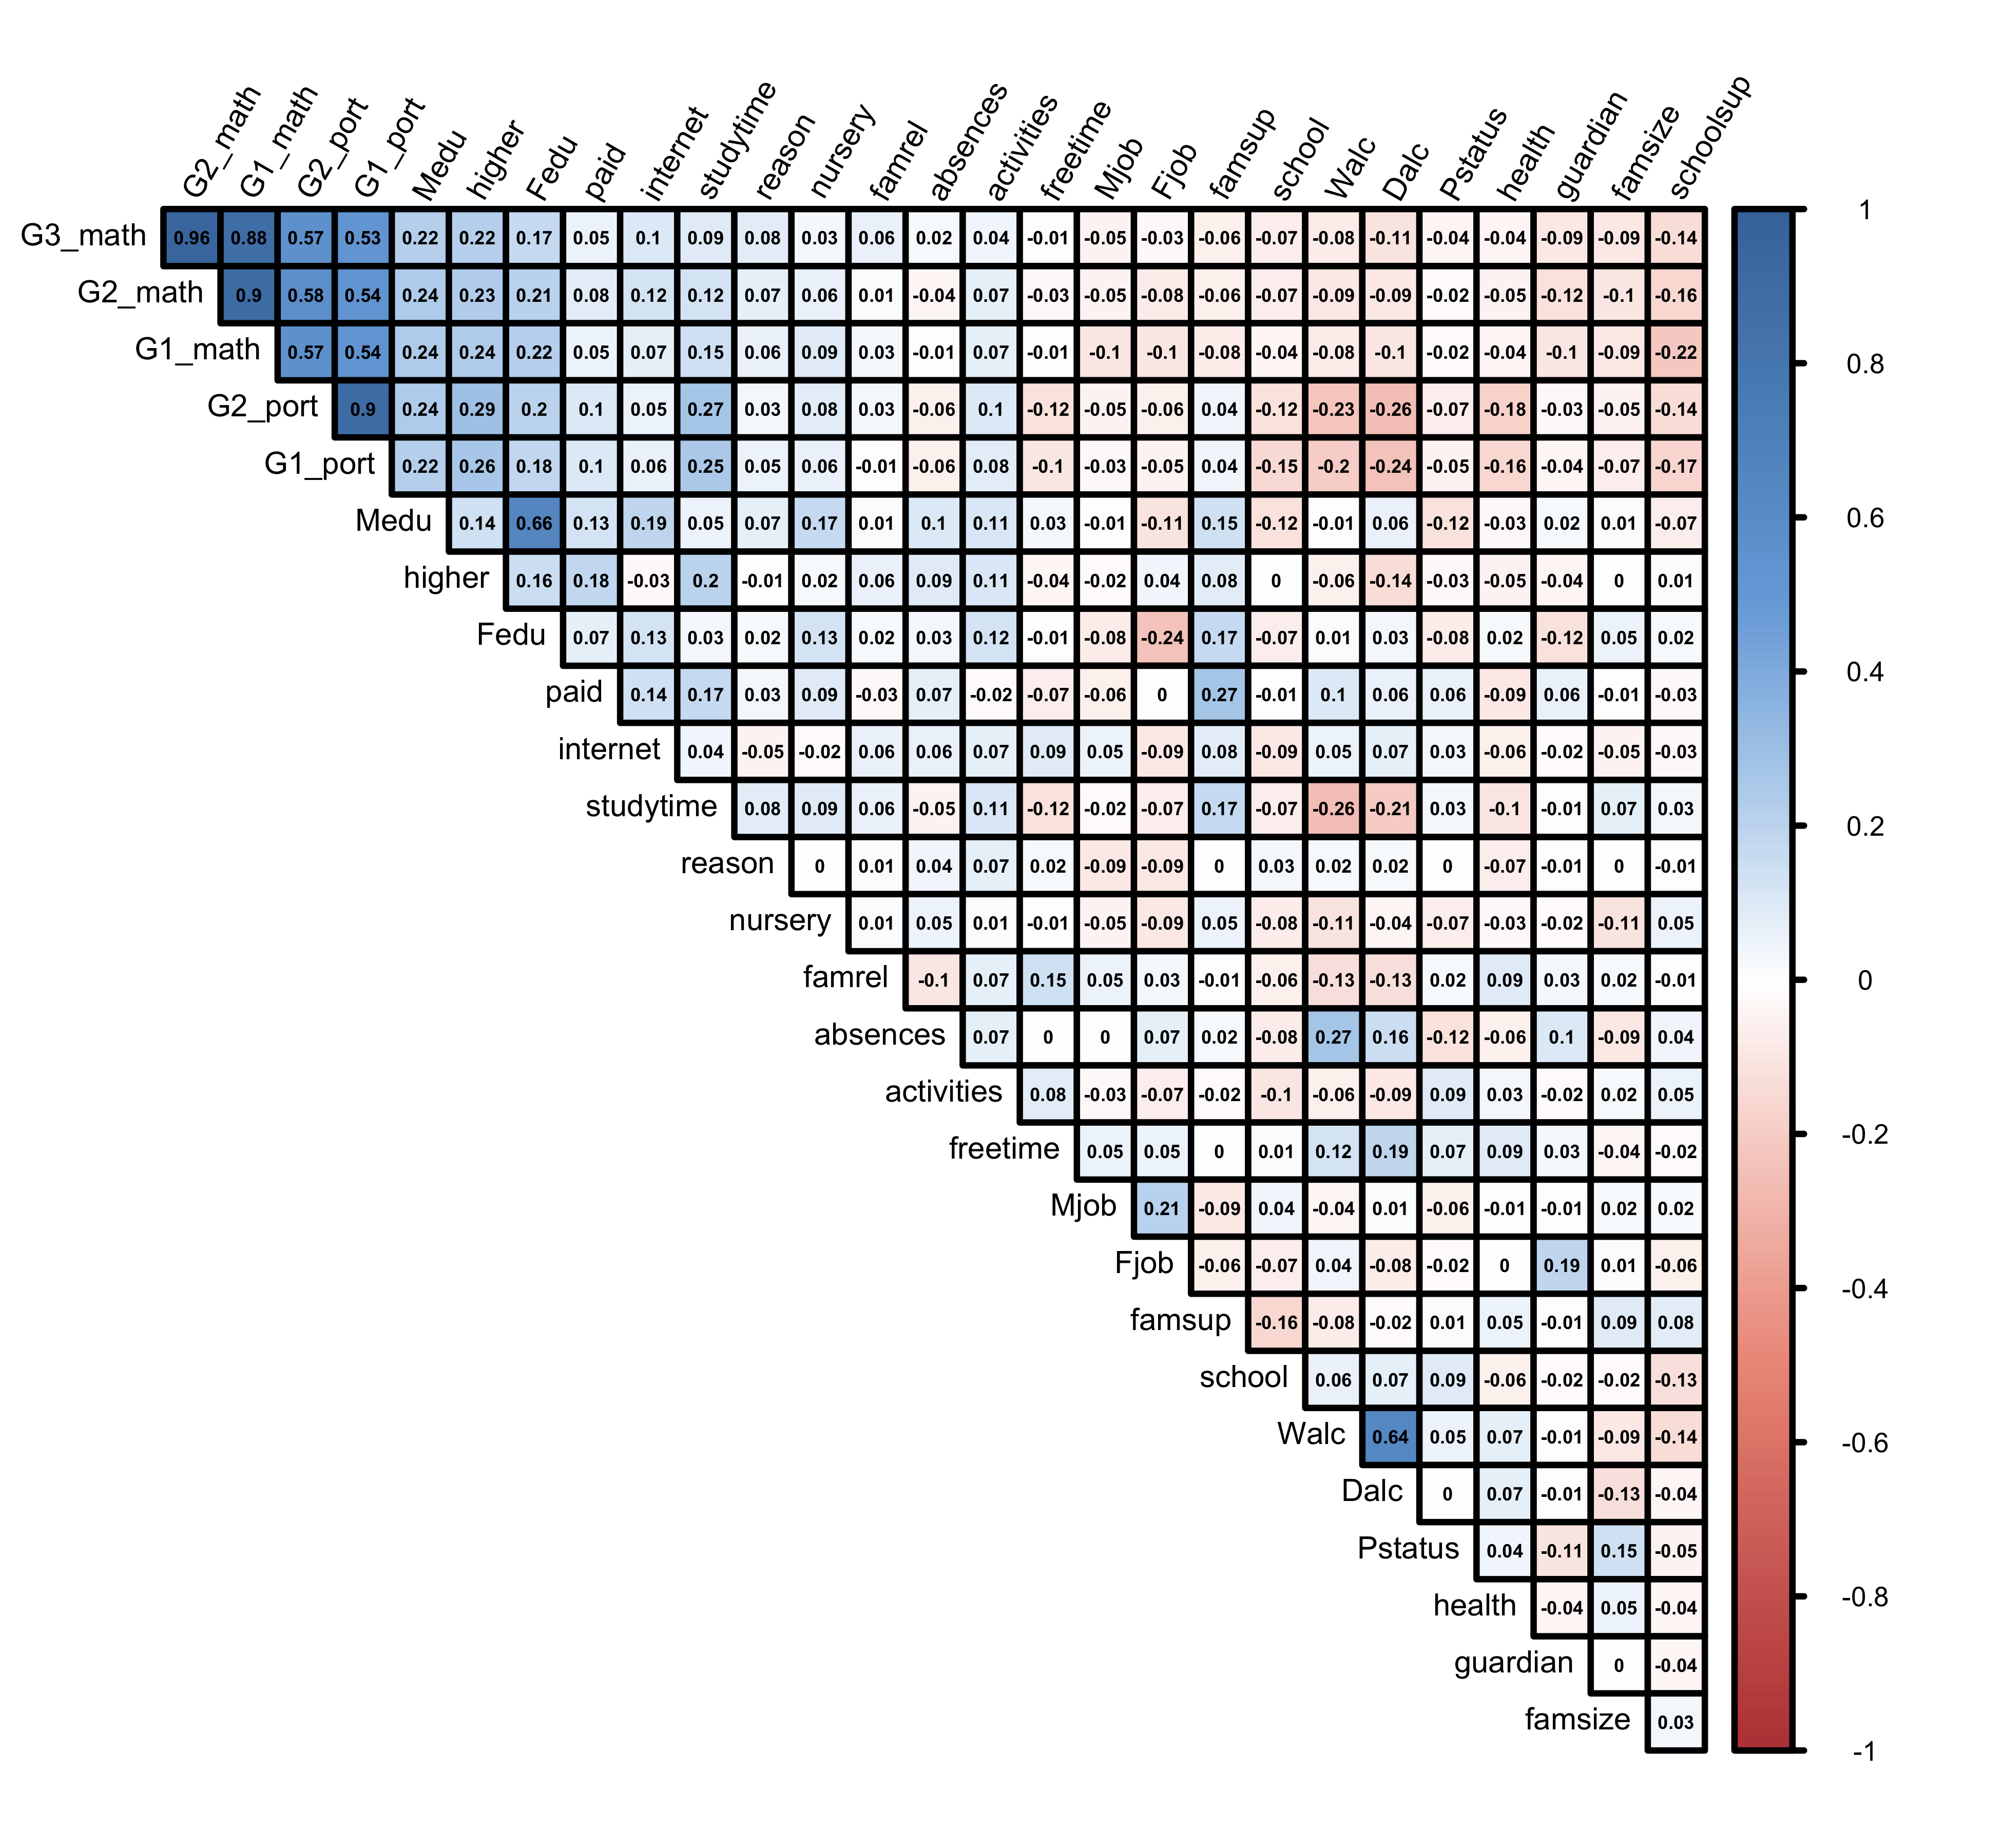 G2_math G1_math G2_port G1_port Medu higher Fedu paid internet studytime reason nursery famrel absences activities freetime Mjob Fjob famsup school Walc Dalc Pstatus health guardian famsize schoolsup
G3_math 0.96 0.88 0.57 0.53 0.22 0.22 0.17 0.05 0.1 0.09 0.08 0.03 0.06 0.02 0.04 -0.01 -0.05 -0.03 -0.06 -0.07 -0.08 -0.11 -0.04 -0.04 -0.09 -0.09 -0.14 1
G2_math 0.9 0.58 0.54 0.24 0.23 0.21 0.08 0.12 0.12 0.07 0.06 0.01 -0.04 0.07 -0.03 -0.05 -0.08 -0.06 -0.07 -0.09 -0.09 -0.02 -0.05 -0.12 -0.1 -0.16
G1_math 0.57 0.54 0.24 0.24 0.22 0.05 0.07 0.15 0.06 0.09 0.03 -0.01 0.07 -0.01 -0.1 -0.1 -0.08 -0.04 -0.08 -0.1 -0.02 -0.04 -0.1 -0.09 -0.22 0.8
G2_port 0.9 0.24 0.29 0.2 0.1 0.05 0.27 0.03 0.08 0.03 -0.06 0.1 -0.12 -0.05 -0.06 0.04 -0.12 -0.23 -0.26 -0.07 -0.18 -0.03 -0.05 -0.14
G1_port 0.22 0.26 0.18 0.1 0.06 0.25 0.05 0.06 -0.01 -0.06 0.08 -0.1 -0.03 -0.05 0.04 -0.15 -0.2 -0.24 -0.05 -0.16 -0.04 -0.07 -0.17
Medu 0.14 0.66 0.13 0.19 0.05 0.07 0.17 0.01 0.1 0.11 0.03 -0.01 -0.11 0.15 -0.12 -0.01 0.06 -0.12 -0.03 0.02 0.01 -0.07 0.6
higher 0.16 0.18 -0.03 0.2 -0.01 0.02 0.06 0.09 0.11 -0.04 -0.02 0.04 0.08 0 -0.06 -0.14 -0.03 -0.05 -0.04 0 0.01
Fedu 0.07 0.13 0.03 0.02 0.13 0.02 0.03 0.12 -0.01 -0.08 -0.24 0.17 -0.07 0.01 0.03 -0.08 0.02 -0.12 0.05 0.02
paid 0.14 0.17 0.03 0.09 -0.03 0.07 -0.02 -0.07 -0.06 0 0.27 -0.01 0.1 0.06 0.06 -0.09 0.06 -0.01 -0.03 0.4
internet 0.04 -0.05 -0.02 0.06 0.06 0.07 0.09 0.05 -0.09 0.08 -0.09 0.05 0.07 0.03 -0.06 -0.02 -0.05 -0.03
studytime 0.08 0.09 0.06 -0.05 0.11 -0.12 -0.02 -0.07 0.17 -0.07 -0.26 -0.21 0.03 -0.1 -0.01 0.07 0.03 0.2
reason 0 0.01 0.04 0.07 0.02 -0.09 -0.09 0 0.03 0.02 0.02 0 -0.07 -0.01 0 -0.01
nursery 0.01 0.05 0.01 -0.01 -0.05 -0.09 0.05 -0.08 -0.11 -0.04 -0.07 -0.03 -0.02 -0.11 0.05
famrel -0.1 0.07 0.15 0.05 0.03 -0.01 -0.06 -0.13 -0.13 0.02 0.09 0.03 0.02 -0.01 0
absences 0.07 0 0 0.07 0.02 -0.08 0.27 0.16 -0.12 -0.06 0.1 -0.09 0.04
activities 0.08 -0.03 -0.07 -0.02 -0.1 -0.06 -0.09 0.09 0.03 -0.02 0.02 0.05
freetime 0.05 0.05 0 0.01 0.12 0.19 0.07 0.09 0.03 -0.04 -0.02 -0.2
Mjob 0.21 -0.09 0.04 -0.04 0.01 -0.06 -0.01 -0.01 0.02 0.02
Fjob -0.06 -0.07 0.04 -0.08 -0.02 0 0.19 0.01 -0.06 -0.4
famsup -0.16 -0.08 -0.02 0.01 0.05 -0.01 0.09 0.08
school 0.06 0.07 0.09 -0.06 -0.02 -0.02 -0.13
Walc 0.64 0.05 0.07 -0.01 -0.09 -0.14 -0.6
Dalc 0 0.07 -0.01 -0.13 -0.04
Pstatus 0.04 -0.11 0.15 -0.05
health -0.04 0.05 -0.04 -0.8
guardian 0 -0.04
famsize 0.03
-1